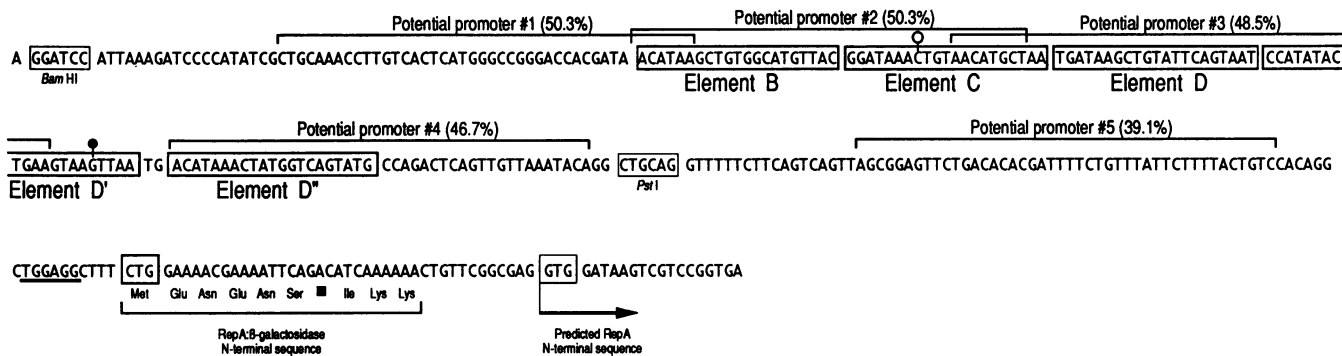 Potential promoter #1 (50.3%) Potential promoter #2 (50.3%) Potential promoter #3 (48.5%)
A GGATCC ATTAAAGATCCCCATATCGCTGCAAACCTTGTCACTCATGGGCCGGGACCACGATA ACATAAGCTGTGGCATGTTAC GGATAAACTGTAACATGCTAA TGATAAGCTGTATTCAGTAAT CCATATAC
Bam HI Element B Element C Element D
Potential promoter #4 (46.7%) Potential promoter #5 (39.1%)
TGAAGTAAGTTAA TG ACATAAACTATGGTCAGTATG CCAGACTCAGTTGTTAAATACAGG CTGCAG GTTTTTCTTCAGTCAGTTAGCGGAGTTCTGACACACGATTTTCTGTTTATTCTTTTACTGTCCACAGG
Element D' Element D" Pst I
CTGGAGGCTTT CTG GAAAACGAAAATTCAGACATCAAAAAACTGTTCGGCGAG GTG GATAAGTCGTCCGGTGA
Met Glu Asn Glu Asn Ser ■ Ile Lys Lys
RepA:ß-galactosidase Predicted RepA
N-terminal sequence N-terminal sequence